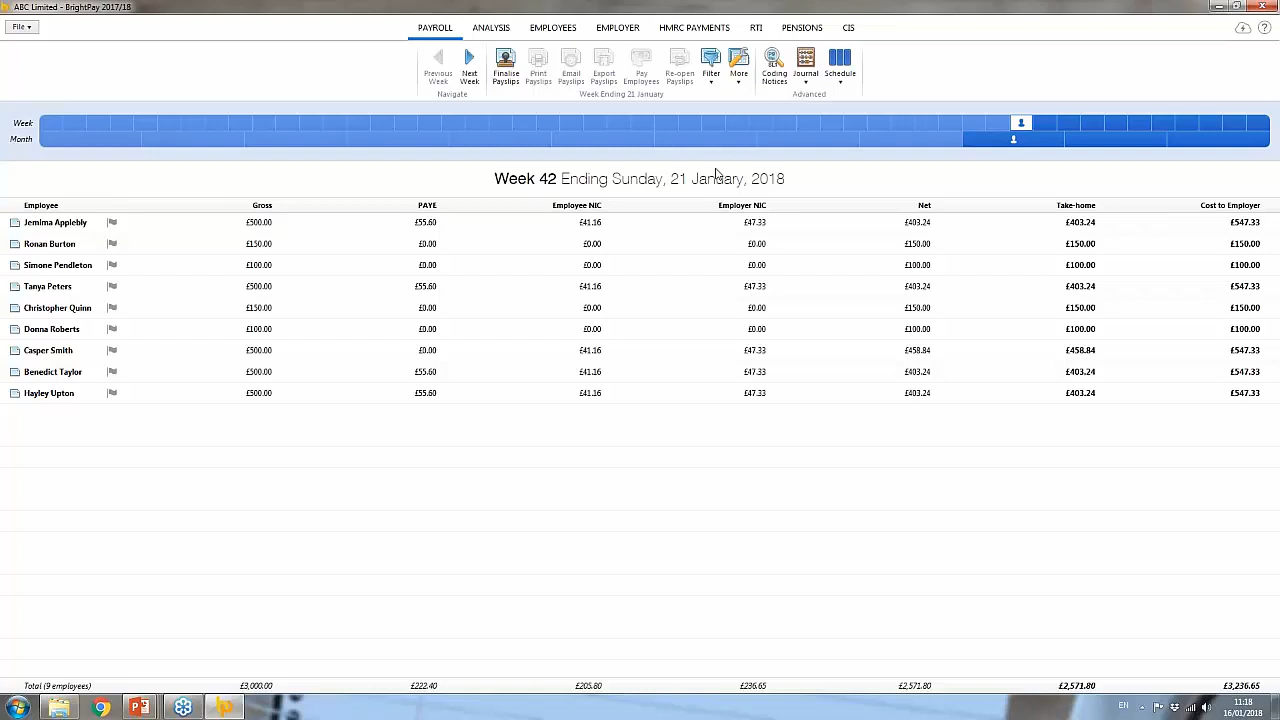 ABC Limited - BrightPay 2017/18
File
PAYROLL ANALYSIS EMPLOYEES EMPLOYER HMRC PAYMENTS RTI PENSIONS CIS
Previous Week Next Week Finalise Payslips Print Payslips Email Payslips Export Payslips Pay Employees Re-open Payslips Filter More Coding Notices Journal Schedule
Navigate Week Ending 21 January Advanced
Week
Month
Week 42 Ending Sunday, 21 January, 2018
Employee Gross PAYE Employee NIC Employer NIC Net Take-home Cost to Employer
Jemima Applebly £500.00 £55.60 £41.16 £47.33 £403.24 £403.24 £547.33
Ronan Burton £150.00 £0.00 £0.00 £0.00 £150.00 £150.00 £150.00
Simone Pendleton £100.00 £0.00 £0.00 £0.00 £100.00 £100.00 £100.00
Tanya Peters £500.00 £55.60 £41.16 £47.33 £403.24 £403.24 £547.33
Christopher Quinn £150.00 £0.00 £0.00 £0.00 £150.00 £150.00 £150.00
Donna Roberts £100.00 £0.00 £0.00 £0.00 £100.00 £100.00 £100.00
Casper Smith £500.00 £0.00 £41.16 £47.33 £458.84 £458.84 £547.33
Benedict Taylor £500.00 £55.60 £41.16 £47.33 £403.24 £403.24 £547.33
Hayley Upton £500.00 £55.60 £41.16 £47.33 £403.24 £403.24 £547.33
Total (9 employees) £3,000.00 £222.40 £205.80 £236.65 £2,571.80 £2,571.80 £3,236.65
EN 11:18
16/01/2018